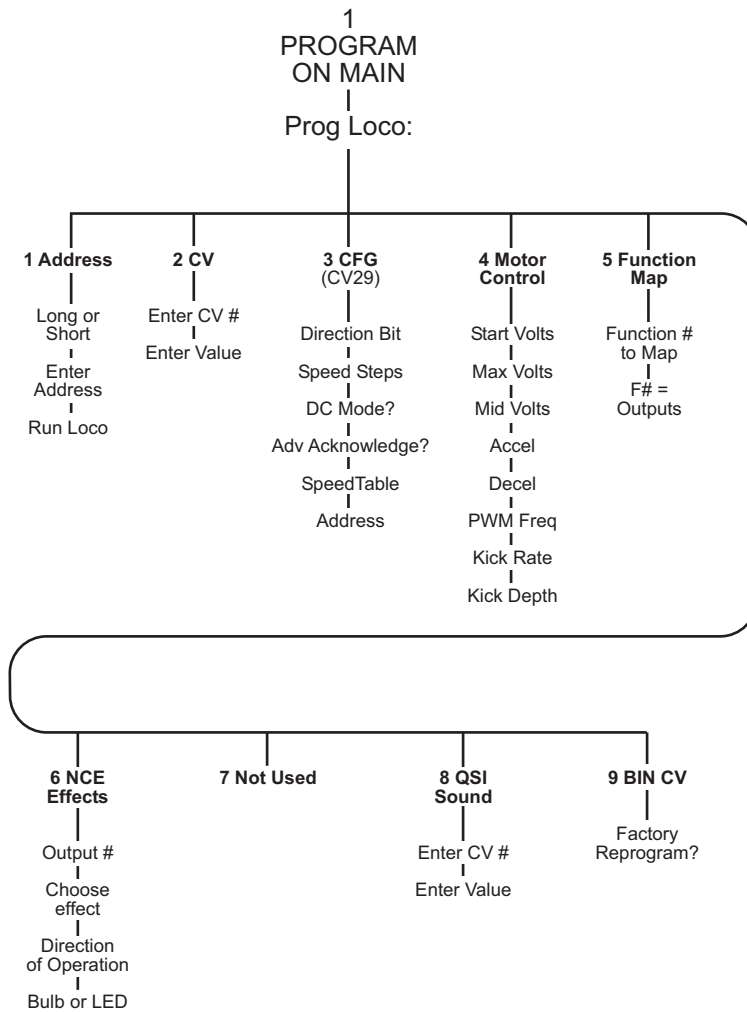 1
PROGRAM
ON MAIN
Prog Loco:
1 Address
Long or
Short
Enter
Address
Run Loco
2 CV
Enter CV #
Enter Value
3 CFG
(CV29)
Direction Bit
Speed Steps
DC Mode?
Adv Acknowledge?
SpeedTable
Address
4 Motor
Control
Start Volts
Max Volts
Mid Volts
Accel
Decel
PWM Freq
Kick Rate
Kick Depth
5 Function
Map
Function #
to Map
F# =
Outputs
6 NCE
Effects
Output #
Choose
effect
Direction
of Operation
Bulb or LED
7 Not Used
8 QSI
Sound
Enter CV #
Enter Value
9 BIN CV
Factory
Reprogram?